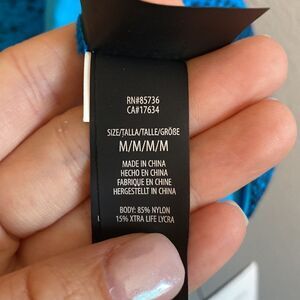 RN#85736
CA#17634
SIZE/TALLA/TALLE/GRÖBE
M/M/M/M
MADE IN CHINA
HECHO EN CHINA
FABRIQUE EN CHINE
HERGESTELLT IN CHINA
BODY: 85% NYLON
15% XTRA LIFE LYCRA